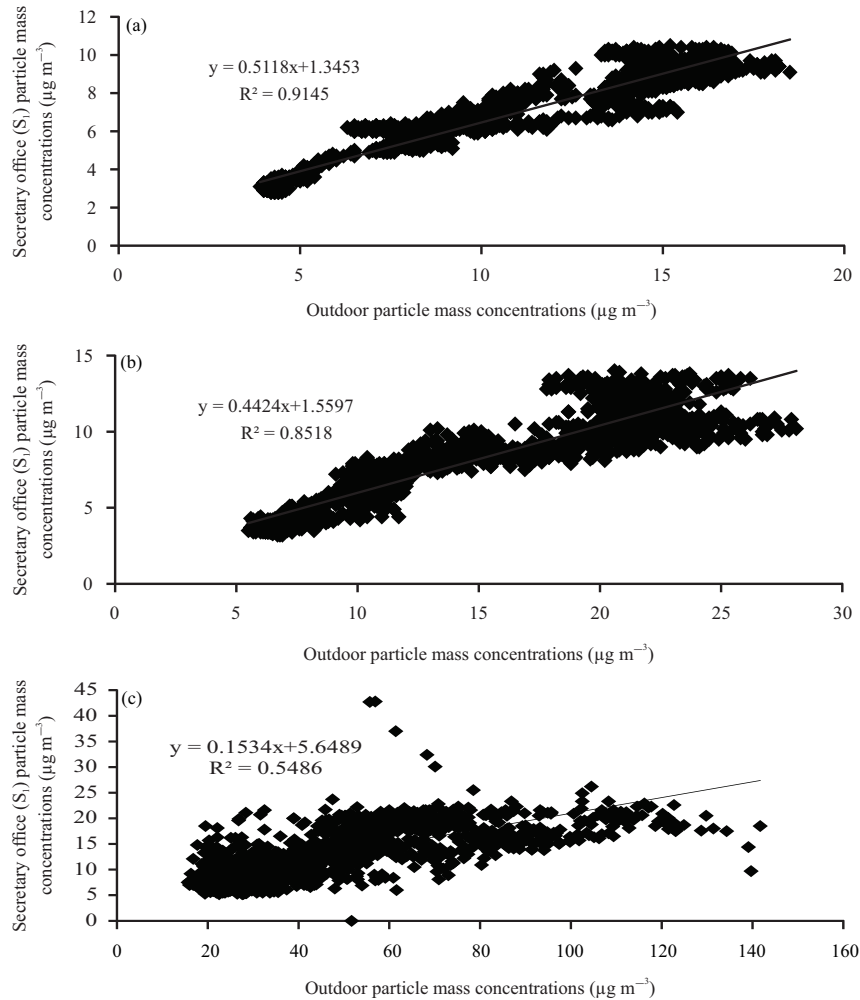 (a)
y = 0.5118x+1.3453
R² = 0.9145
Secretary office (S₁) particle mass
concentrations (µg m⁻³)
12
10
8
6
4
2
0
0 5 10 15 20
Outdoor particle mass concentrations (µg m⁻³)
(b)
y = 0.4424x+1.5597
R² = 0.8518
Secretary office (S₁) particle mass
concentrations (µg m⁻³)
15
10
5
0
0 5 10 15 20 25 30
Outdoor particle mass concentrations (µg m⁻³)
(c)
y = 0.1534x+5.6489
R² = 0.5486
Secretary office (S₁) particle mass
concentrations (µg m⁻³)
45
40
35
30
25
20
15
10
5
0
0 20 40 60 80 100 120 140 160
Outdoor particle mass concentrations (µg m⁻³)